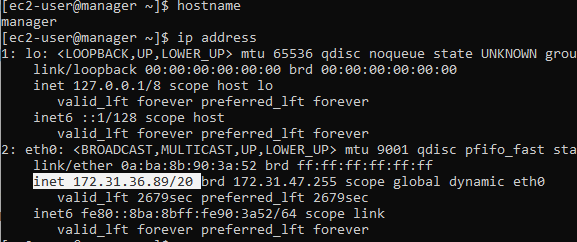 [ec2-user@manager ~]$ hostname
manager
[ec2-user@manager ~]$ ip address
1: lo: <LOOPBACK,UP,LOWER_UP> mtu 65536 qdisc noqueue state UNKNOWN grou
link/loopback 00:00:00:00:00:00 brd 00:00:00:00:00:00
inet 127.0.0.1/8 scope host lo
valid_lft forever preferred_lft forever
inet6 ::1/128 scope host
valid_lft forever preferred_lft forever
2: eth0: <BROADCAST,MULTICAST,UP,LOWER_UP> mtu 9001 qdisc pfifo_fast sta
link/ether 0a:ba:8b:90:3a:52 brd ff:ff:ff:ff:ff:ff
inet 172.31.36.89/20 brd 172.31.47.255 scope global dynamic eth0
valid_lft 2679sec preferred_lft 2679sec
inet6 fe80::8ba:8bff:fe90:3a52/64 scope link
valid_lft forever preferred_lft forever